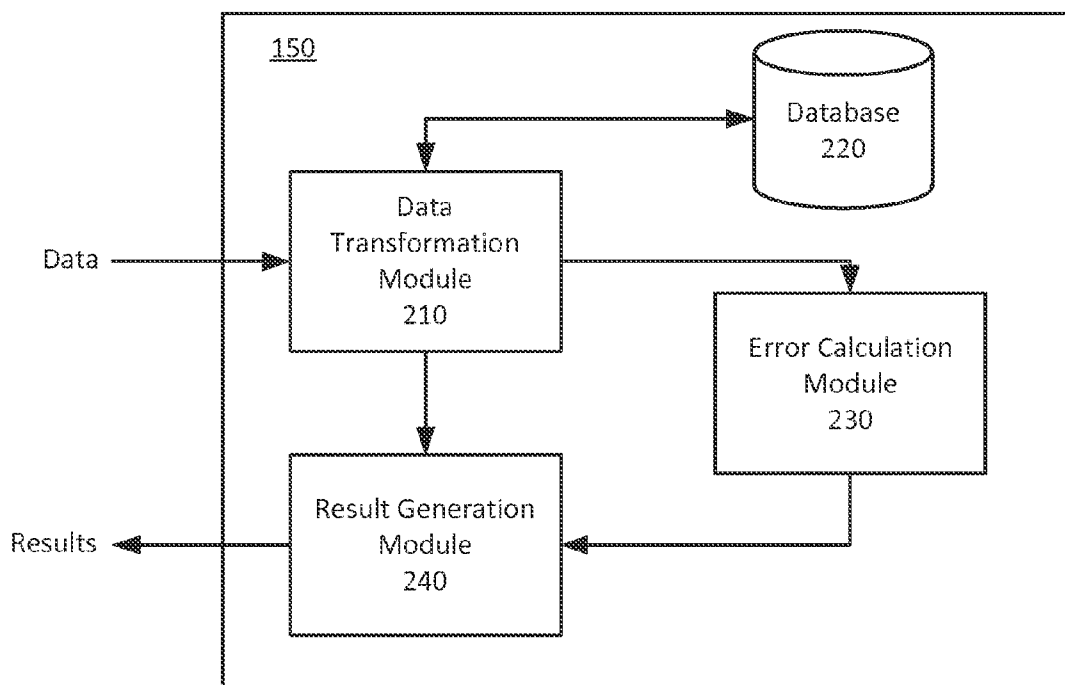 150
Database
220
Data
Transformation
Module
210
Data
Error Calculation
Module
230
Result Generation
Module
240
Results